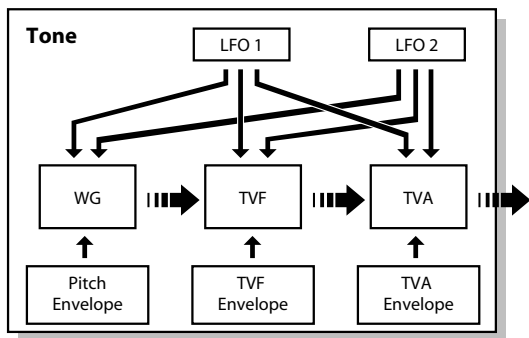 Tone
LFO 1
LFO 2
WG
TVF
TVA
Pitch
Envelope
TVF
Envelope
TVA
Envelope